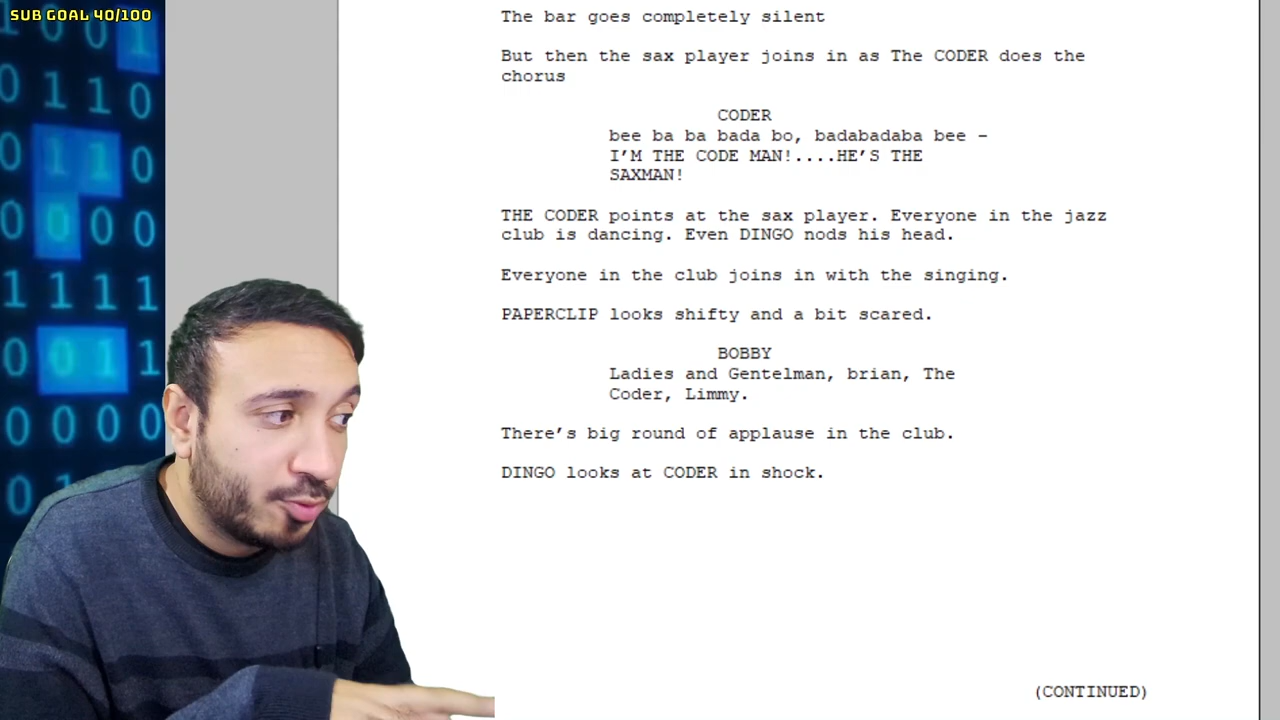 SUB GOAL 40/100
The bar goes completely silent
But then the sax player joins in as The CODER does the
chorus
CODER
bee ba ba bada bo, badabadaba bee –
I’M THE CODE MAN!....HE’S THE
SAXMAN!
THE CODER points at the sax player. Everyone in the jazz
club is dancing. Even DINGO nods his head.
Everyone in the club joins in with the singing.
PAPERCLIP looks shifty and a bit scared.
BOBBY
Ladies and Gentelman, brian, The
Coder, Limmy.
There’s big round of applause in the club.
DINGO looks at CODER in shock.
(CONTINUED)